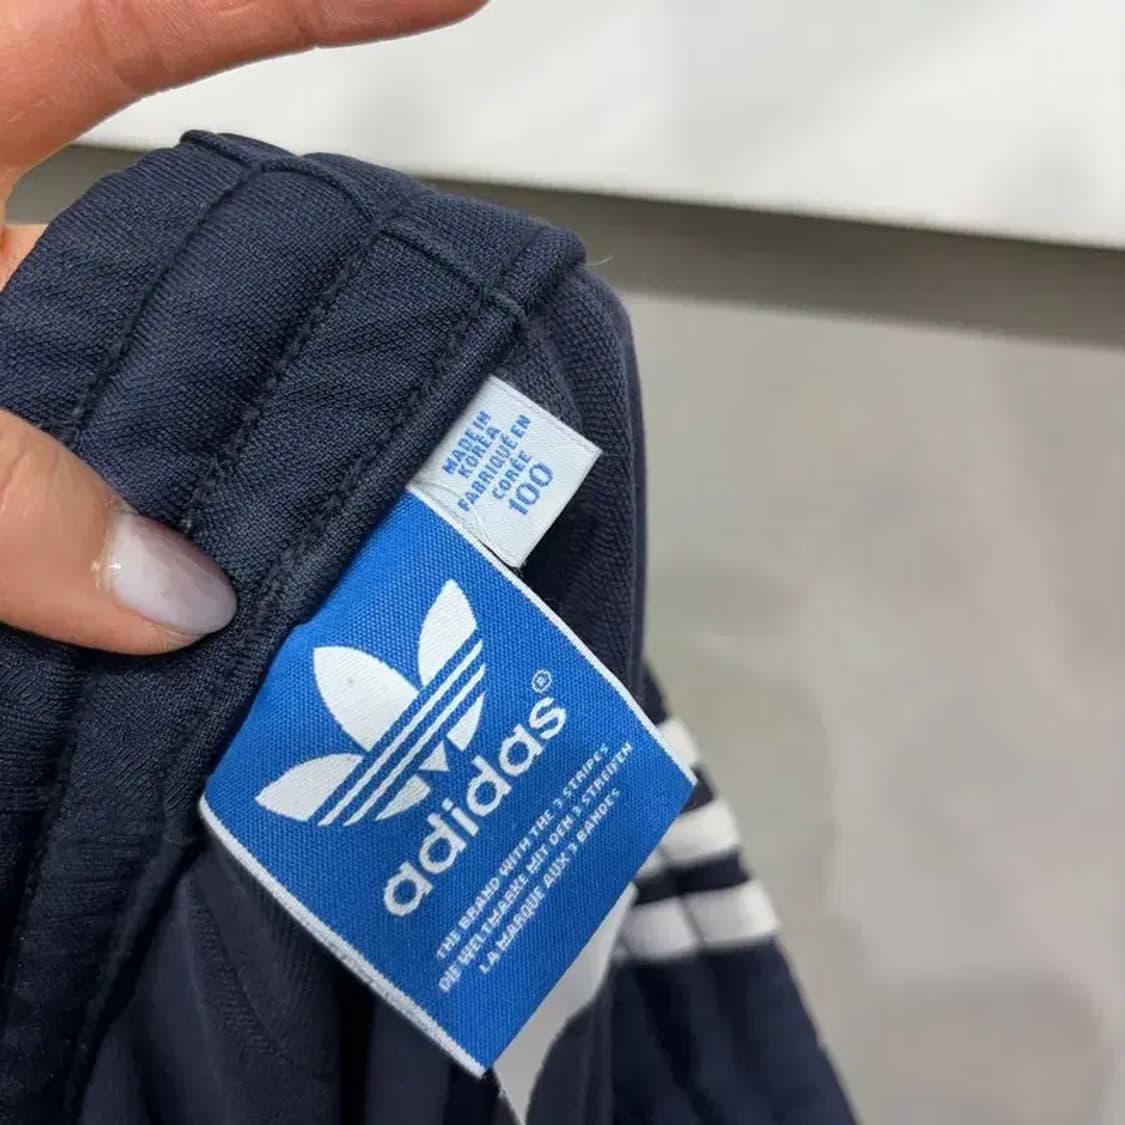 MADE IN
KOREA
FABRIQUÉ EN
CORÉE
100
adidas®
THE BRAND WITH THE 3 STRIPES
DIE WELTMARKE MIT DEN 3 STREIFEN
LA MARQUE AUX 3 BANDES